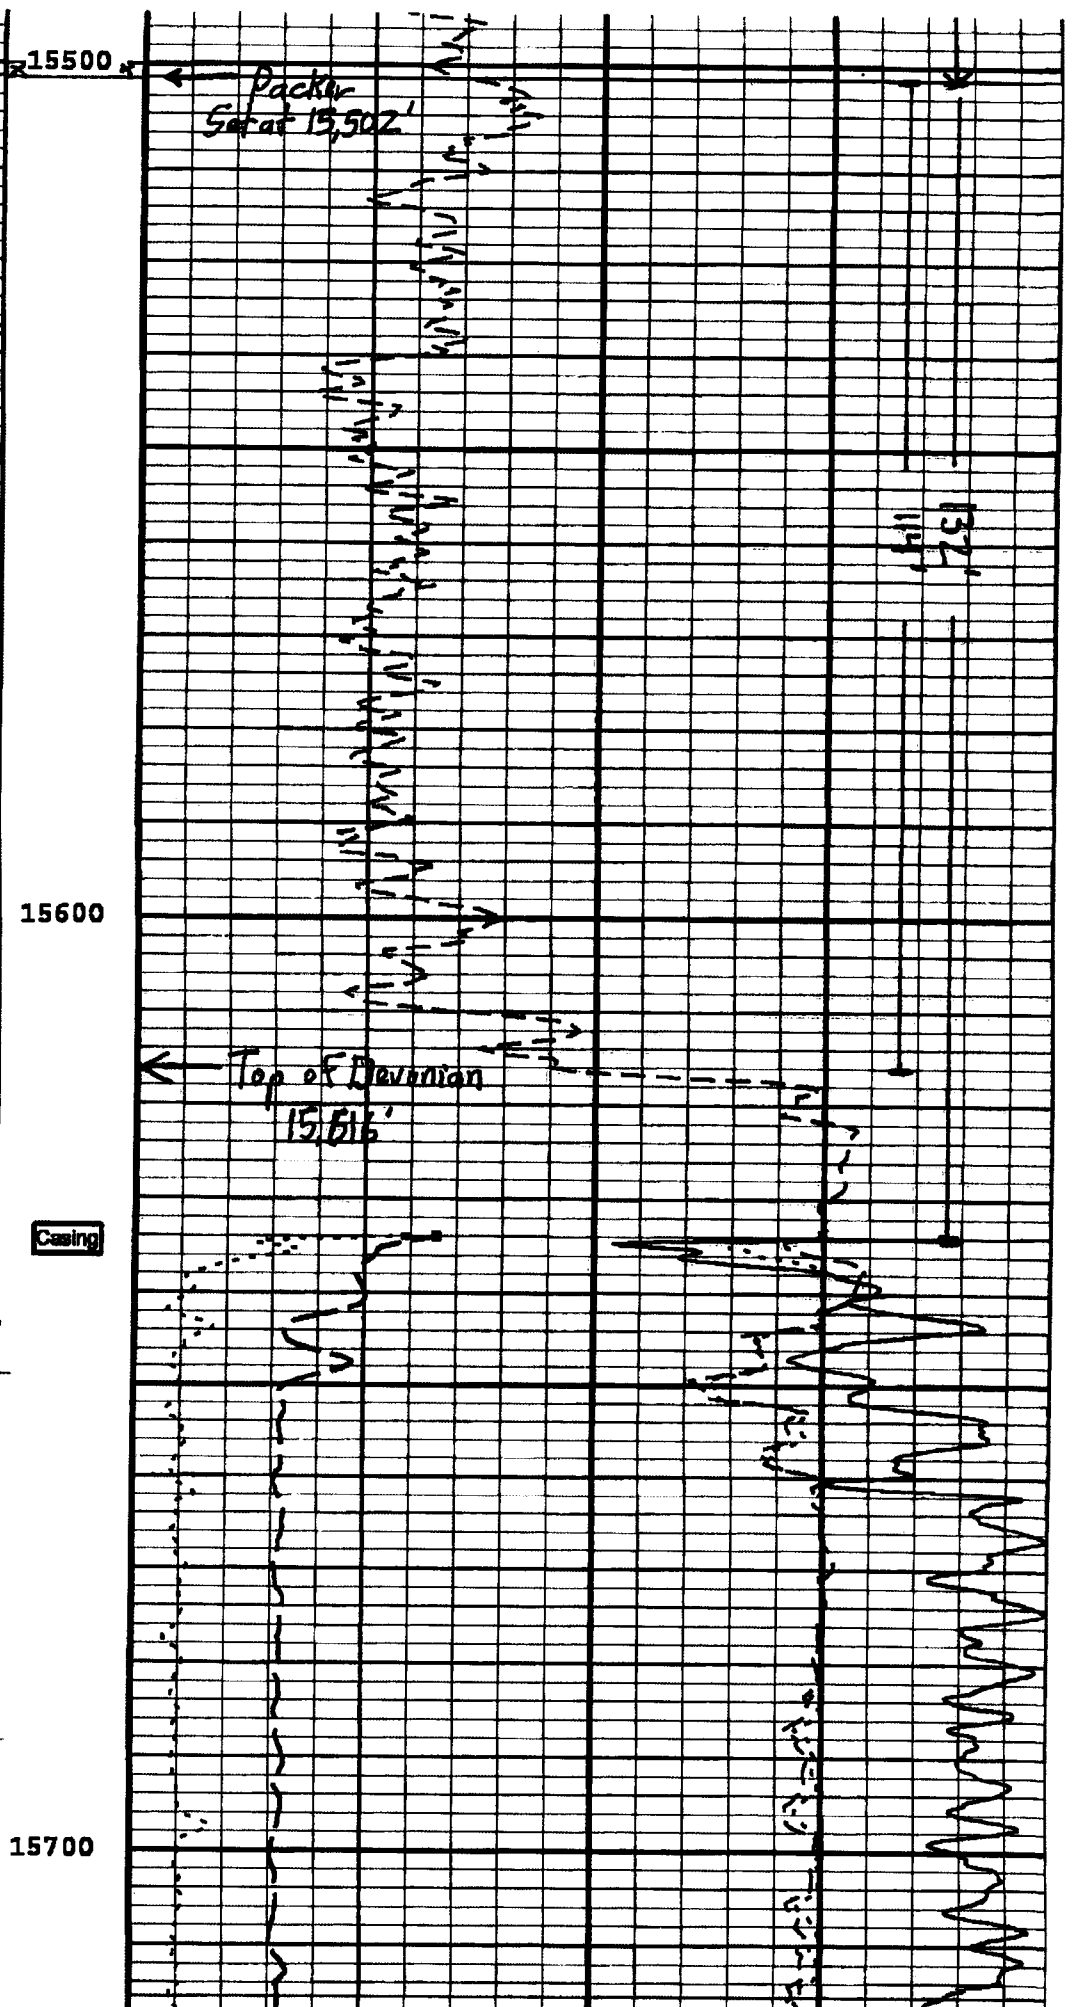 15500
Packer
Set at 15,502'
114'
132'
15600
Top of Devonian
15,616'
Casing
15700